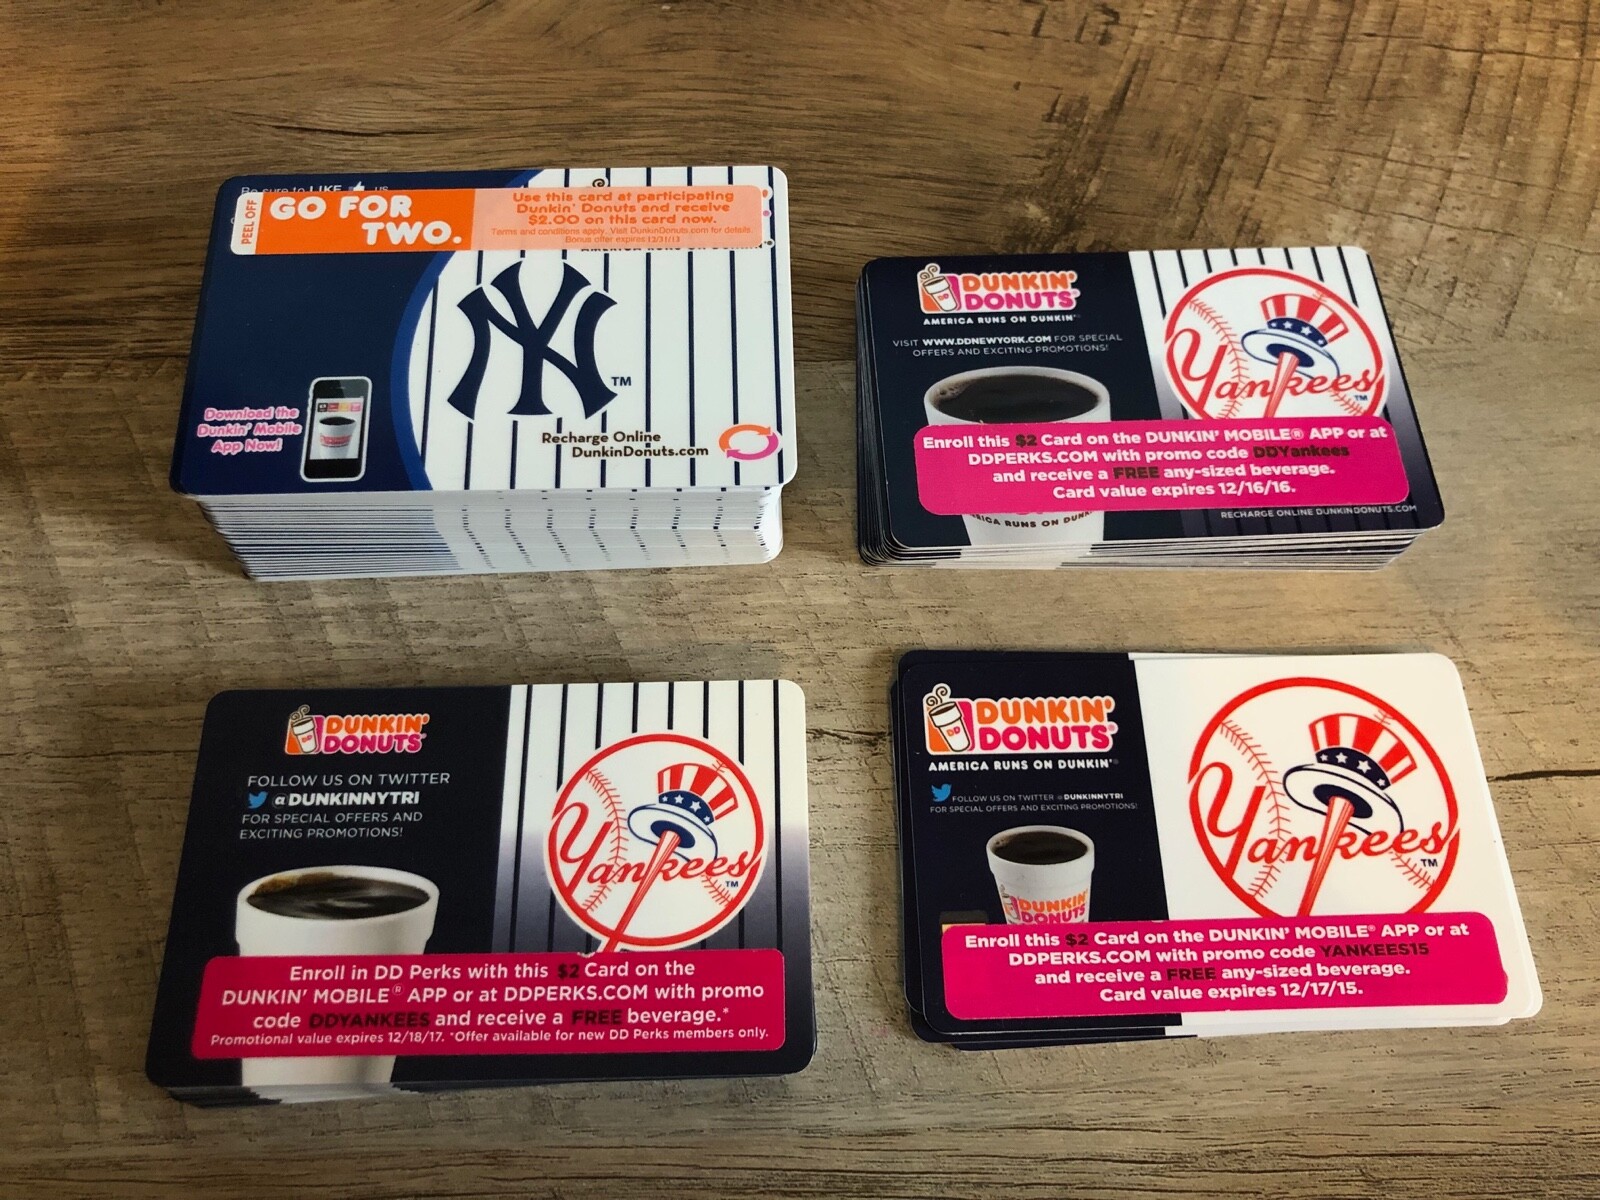 Be sure to LIKE us
PEEL OFF
GO FOR
TWO.
Use this card at participating
Dunkin' Donuts and receive
$2.00 on this card now.
Terms and conditions apply. Visit DunkinDonuts.com for details.
Bonus offer expires 12/31/13
NY
TM
Download the
Dunkin' Mobile
App Now!
Recharge Online
DunkinDonuts.com
DD
DUNKIN'
DONUTS®
AMERICA RUNS ON DUNKIN'®
VISIT WWW.DDNEWYORK.COM FOR SPECIAL
OFFERS AND EXCITING PROMOTIONS!
Yankees
TM
Enroll this $2 Card on the DUNKIN' MOBILE® APP or at
DDPERKS.COM with promo code DDYankees
and receive a FREE any-sized beverage.
Card value expires 12/16/16.
RICA RUNS ON DUNK
RECHARGE ONLINE DUNKINDONUTS.COM
DD
DUNKIN'
DONUTS®
FOLLOW US ON TWITTER
@DUNKINNYTRI
FOR SPECIAL OFFERS AND
EXCITING PROMOTIONS!
Yankees
TM
Enroll in DD Perks with this $2 Card on the
DUNKIN' MOBILE® APP or at DDPERKS.COM with promo
code DDYANKEES and receive a FREE beverage.*
Promotional value expires 12/18/17. *Offer available for new DD Perks members only.
DD
DUNKIN'
DONUTS®
AMERICA RUNS ON DUNKIN'®
FOLLOW US ON TWITTER @DUNKINNYTRI
FOR SPECIAL OFFERS AND EXCITING PROMOTIONS!
DUNKIN'
DONUTS
Yankees
TM
Enroll this $2 Card on the DUNKIN' MOBILE® APP or at
DDPERKS.COM with promo code YANKEES15
and receive a FREE any-sized beverage.
Card value expires 12/17/15.